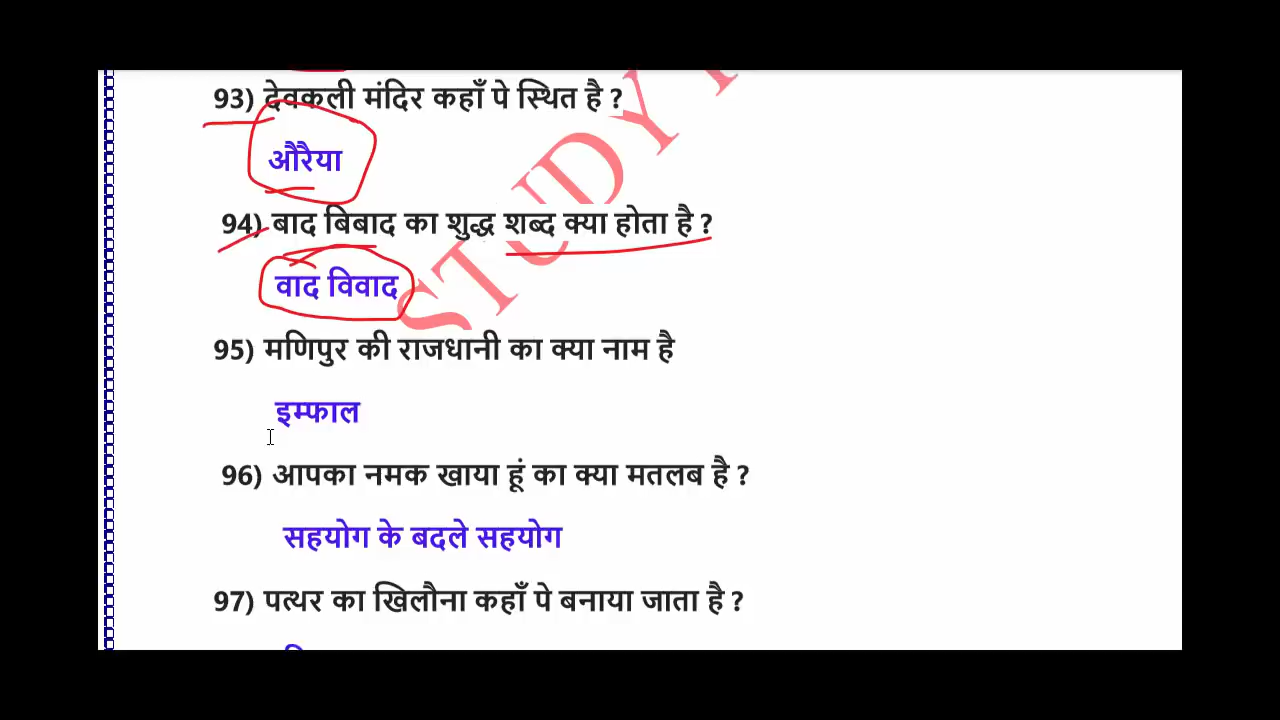 93) देवकली मंदिर कहाँ पे स्थित है ?
औरैया
94) बाद बिबाद का शुद्ध शब्द क्या होता है ?
वाद विवाद
95) मणिपुर की राजधानी का क्या नाम है
इम्फाल
96) आपका नमक खाया हूं का क्या मतलब है ?
सहयोग के बदले सहयोग
97) पत्थर का खिलौना कहाँ पे बनाया जाता है ?
STUDY